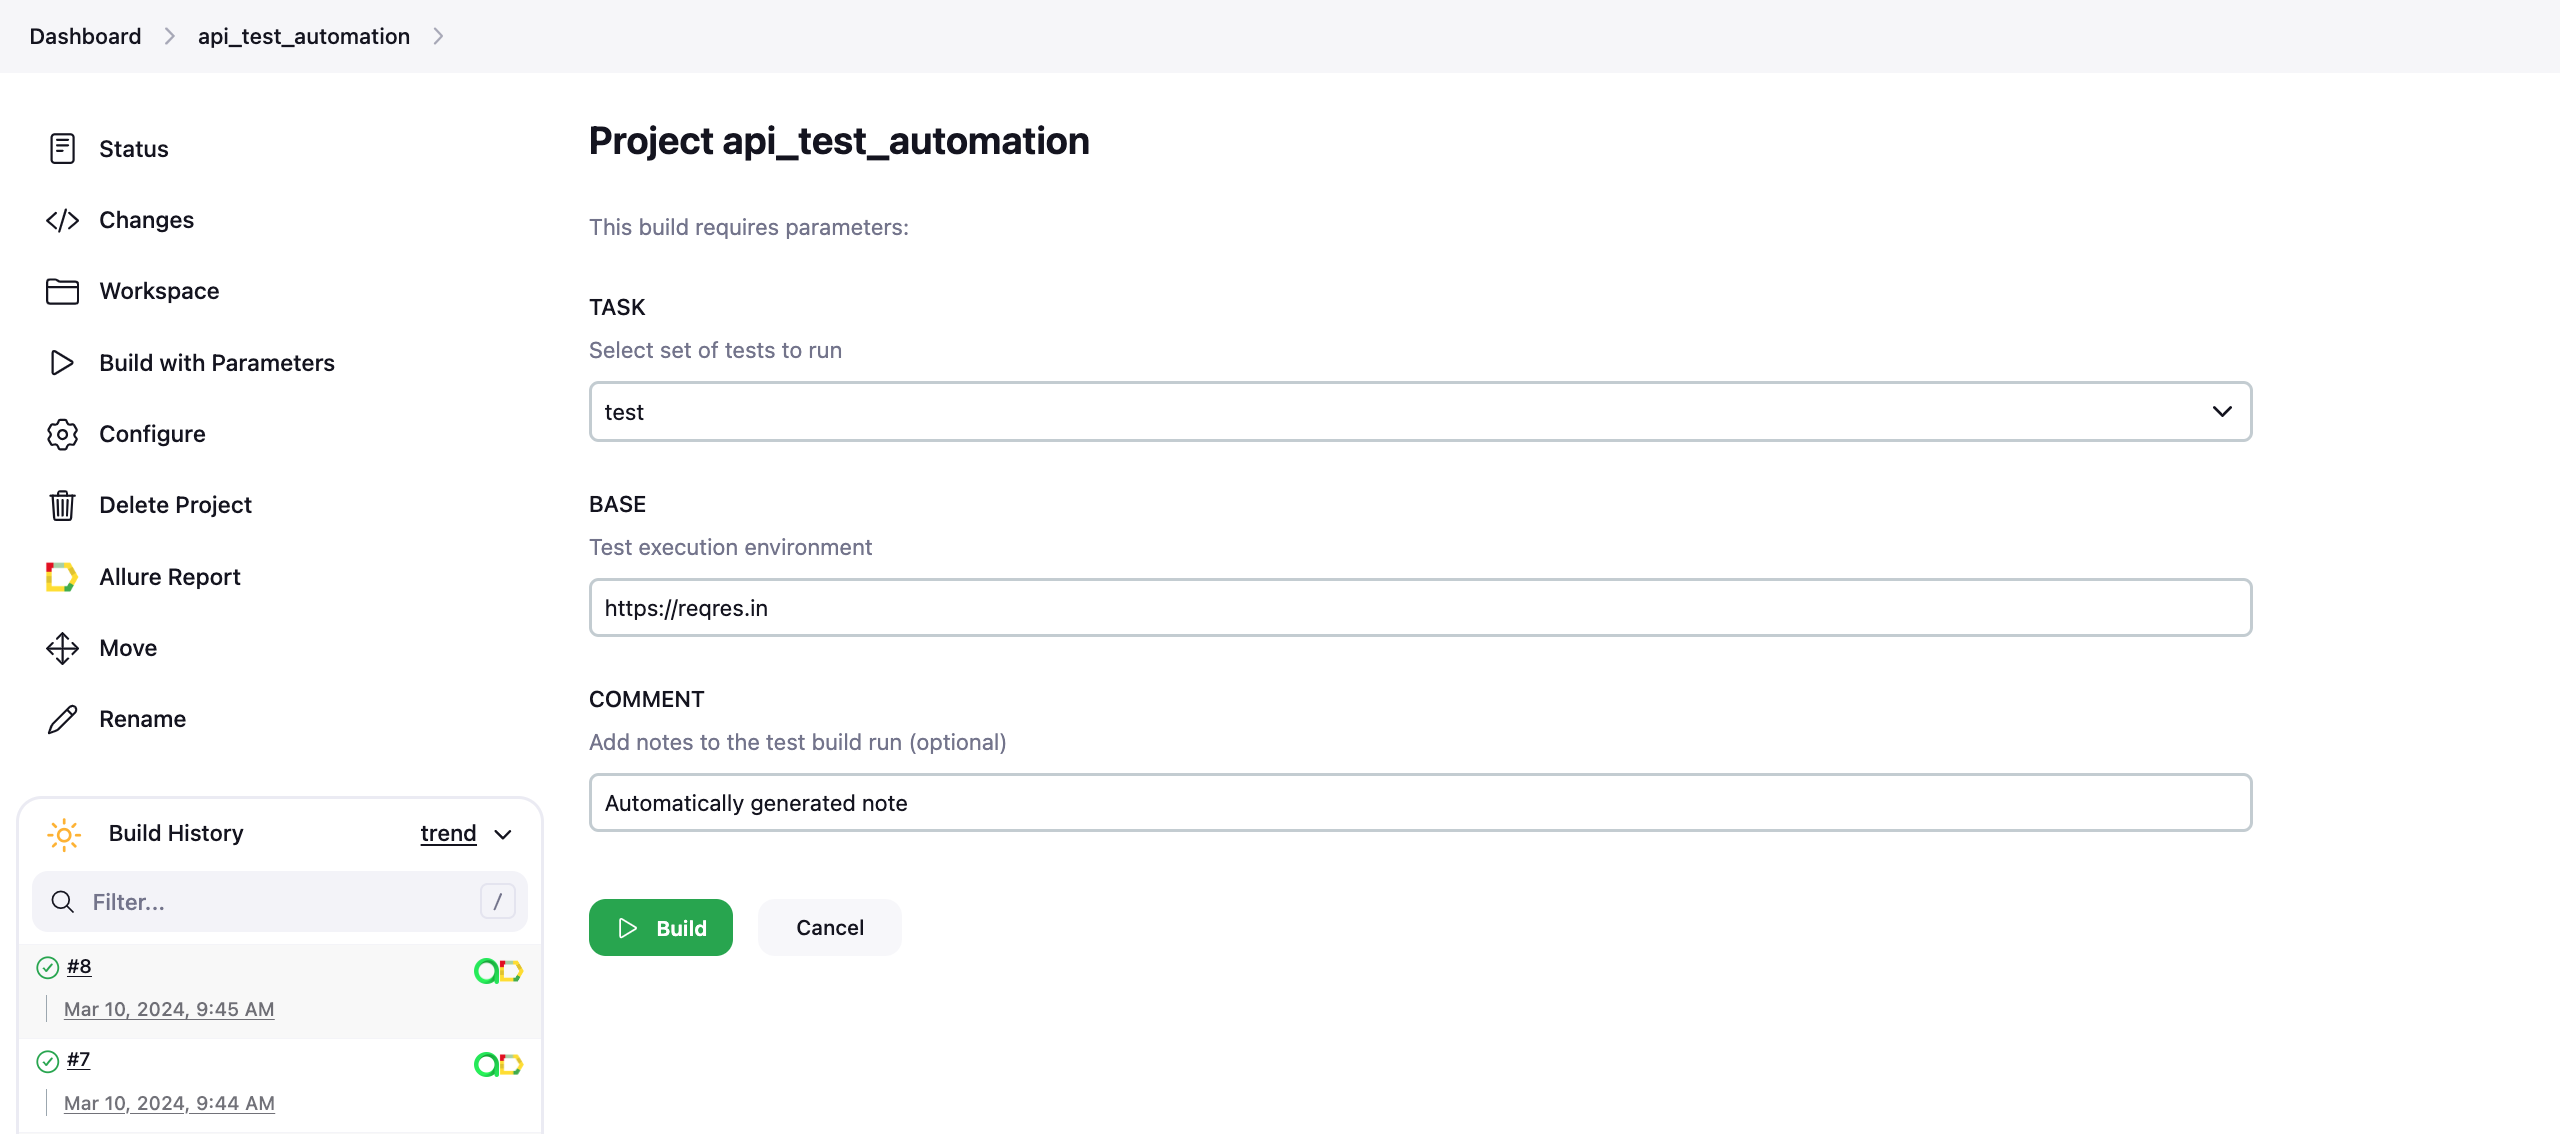 Dashboard
api_test_automation
Status
Changes
Workspace
Build with Parameters
Configure
Delete Project
Allure Report
Move
Rename
Build History
trend
Filter...
/
#8
Mar 10, 2024, 9:45 AM
#7
Mar 10, 2024, 9:44 AM
Project api_test_automation
This build requires parameters:
TASK
Select set of tests to run
test
BASE
Test execution environment
https://reqres.in
COMMENT
Add notes to the test build run (optional)
Automatically generated note
Build
Cancel